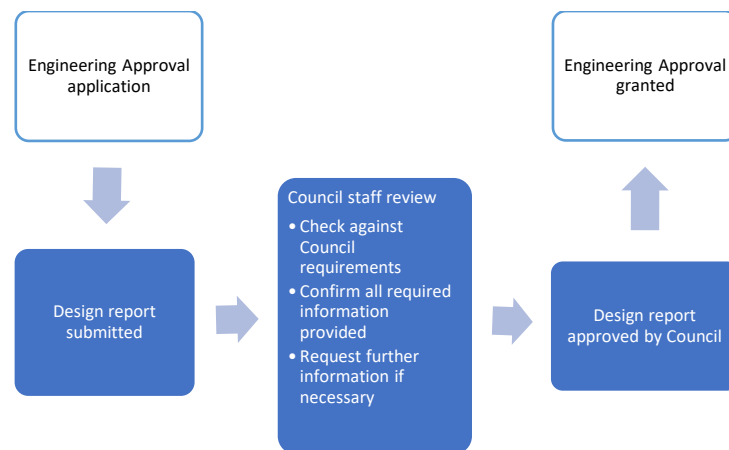 Engineering Approval
application
Design report
submitted
Council staff review
• Check against
Council
requirements
• Confirm all required
information
provided
• Request further
information if
necessary
Design report
approved by Council
Engineering Approval
granted